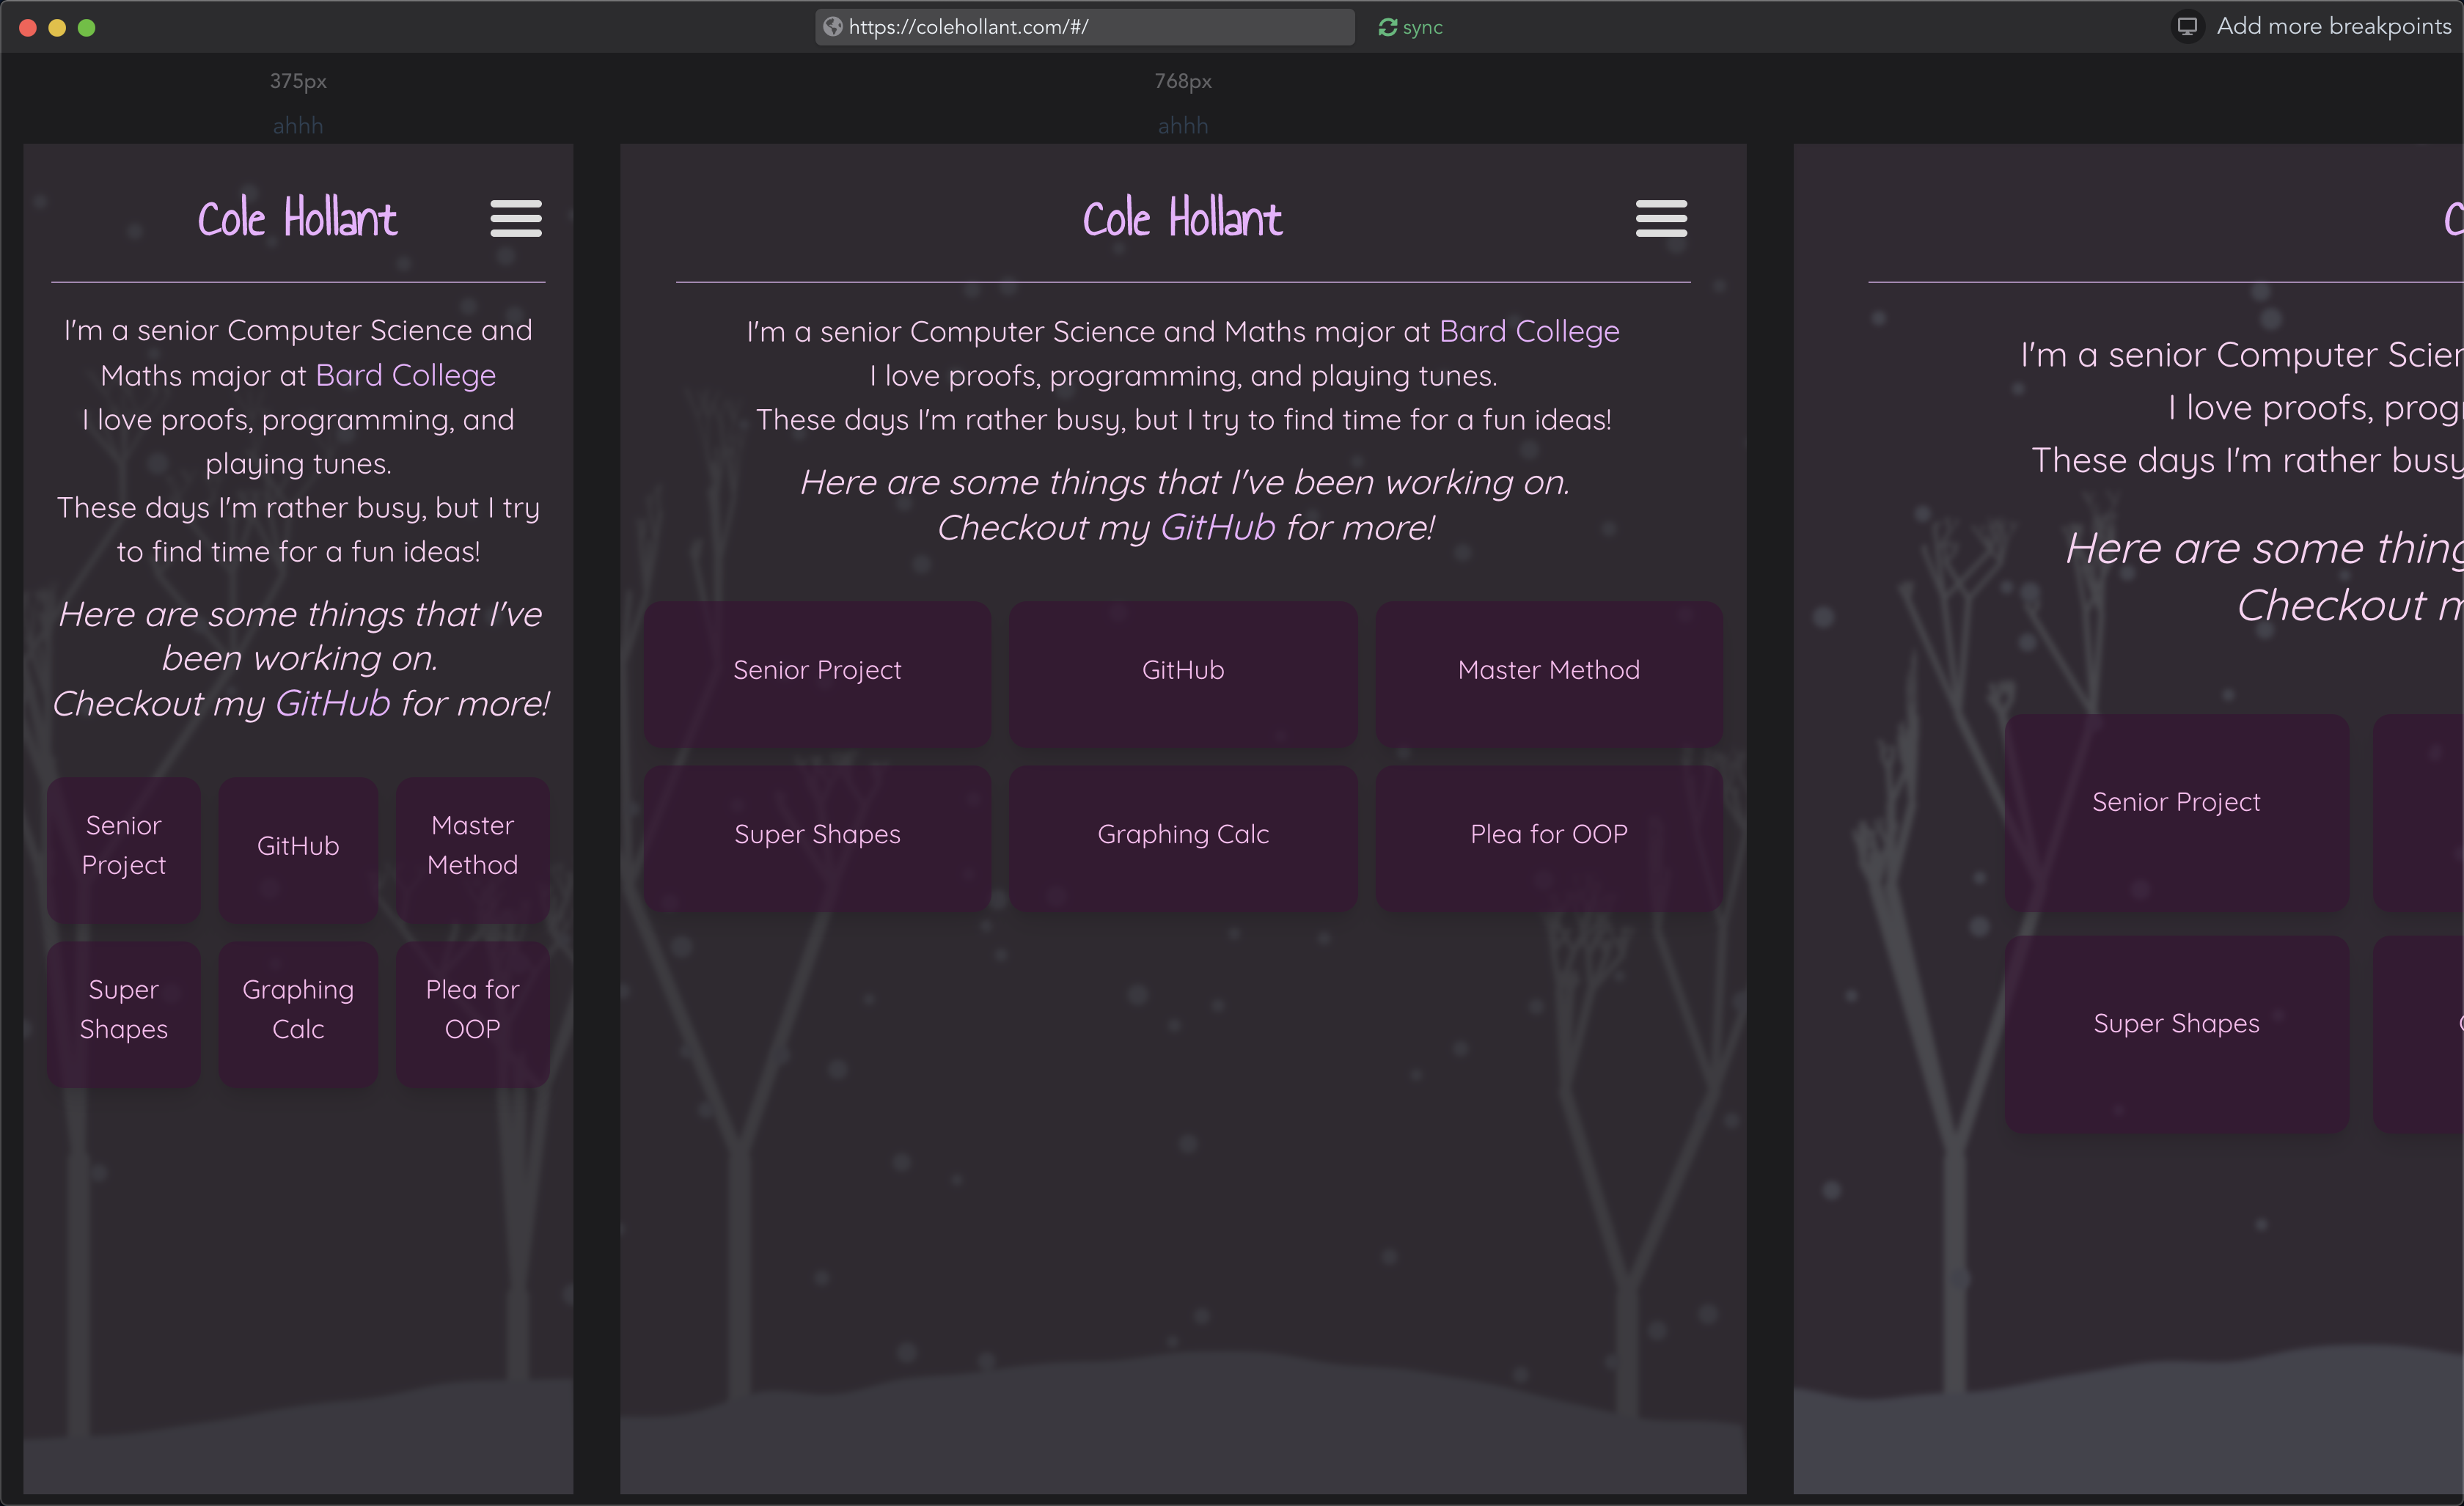 https://colehollant.com/#/
sync
Add more breakpoints
375px
ahhh
Cole Hollant
I'm a senior Computer Science and
Maths major at Bard College
I love proofs, programming, and
playing tunes.
These days I'm rather busy, but I try
to find time for a fun ideas!
Here are some things that I've
been working on.
Checkout my GitHub for more!
Senior
Project
GitHub
Master
Method
Super
Shapes
Graphing
Calc
Plea for
OOP
768px
ahhh
Cole Hollant
I'm a senior Computer Science and Maths major at Bard College
I love proofs, programming, and playing tunes.
These days I'm rather busy, but I try to find time for a fun ideas!
Here are some things that I've been working on.
Checkout my GitHub for more!
Senior Project
GitHub
Master Method
Super Shapes
Graphing Calc
Plea for OOP
I'm a senior Computer
I love proofs,
These days I'm rather busy
Here are some
Checkout
Senior Project
Super Shapes